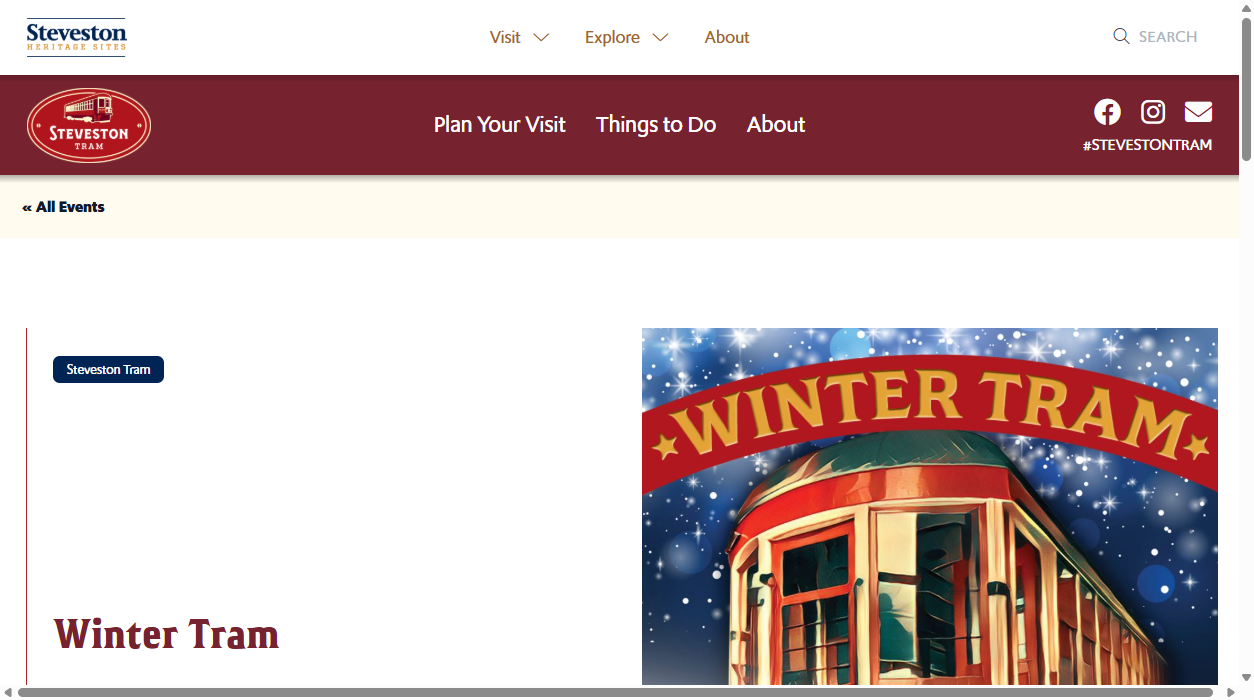 Steveston
HERITAGE SITES
Visit
Explore
About
SEARCH
STEVESTON
TRAM
Plan Your Visit
Things to Do
About
#STEVESTONTRAM
« All Events
Steveston Tram
Winter Tram
WINTER TRAM